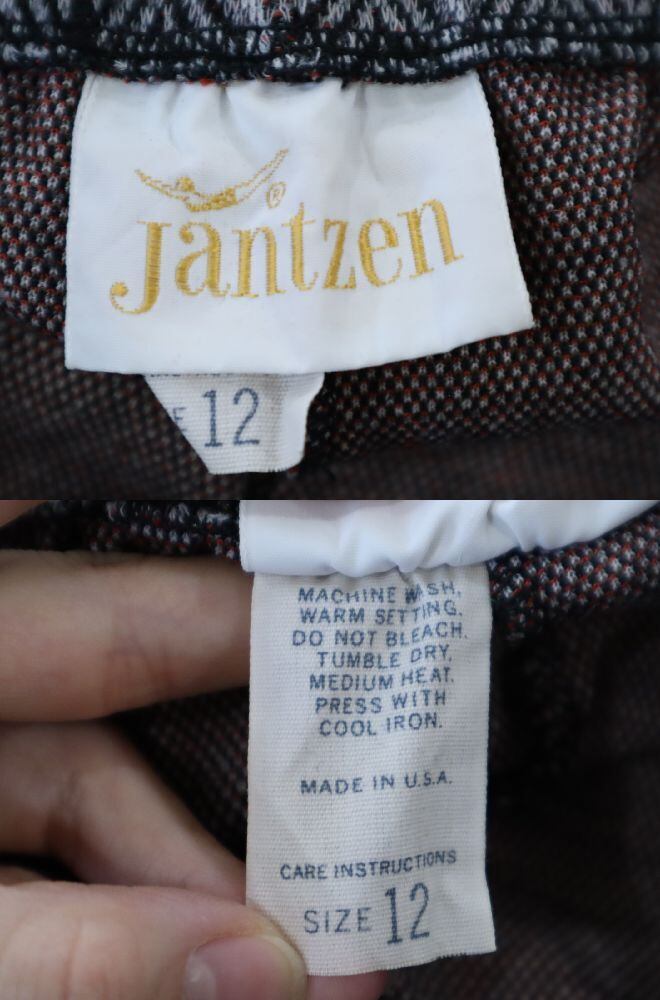 Jantzen
®
12
MACHINE WASH,
WARM SETTING.
DO NOT BLEACH.
TUMBLE DRY,
MEDIUM HEAT.
PRESS WITH
COOL IRON.
MADE IN U.S.A.
CARE INSTRUCTIONS
SIZE 12